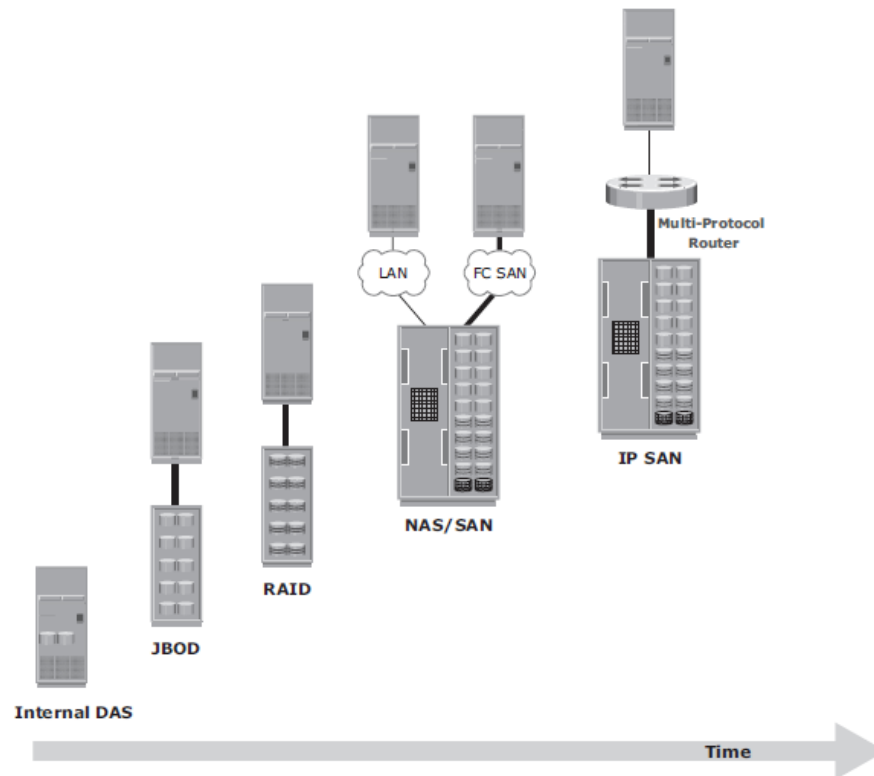 Multi-Protocol
Router
LAN
FC SAN
IP SAN
NAS/SAN
RAID
JBOD
Internal DAS
Time